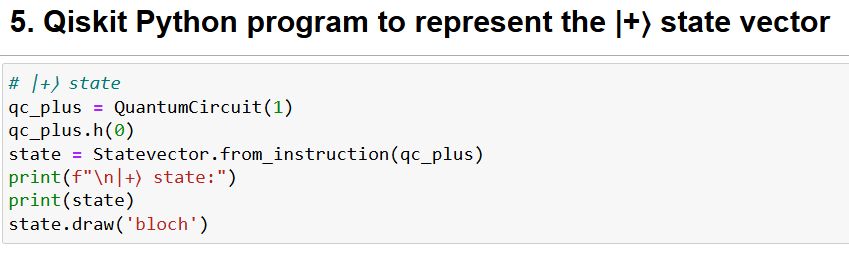 5. Qiskit Python program to represent the |+⟩ state vector
# |+⟩ state
qc_plus = QuantumCircuit(1)
qc_plus.h(0)
state = Statevector.from_instruction(qc_plus)
print(f"\n|+⟩ state:")
print(state)
state.draw('bloch')